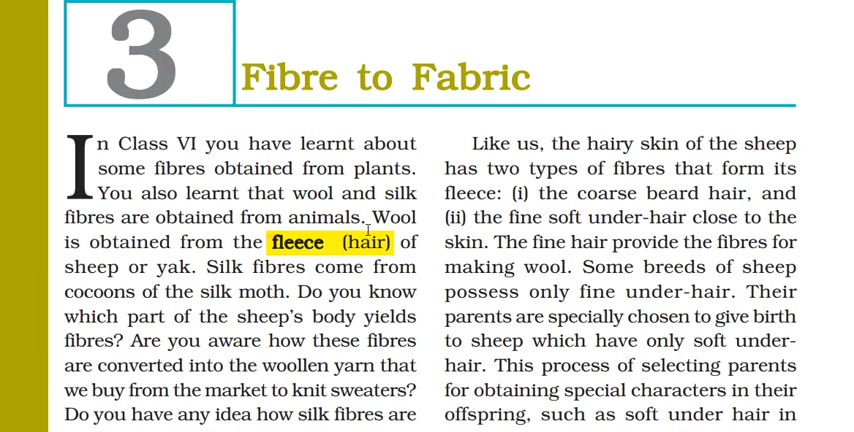 3
Fibre to Fabric
In Class VI you have learnt about
some fibres obtained from plants.
You also learnt that wool and silk
fibres are obtained from animals. Wool
is obtained from the fleece (hair) of
sheep or yak. Silk fibres come from
cocoons of the silk moth. Do you know
which part of the sheep's body yields
fibres? Are you aware how these fibres
are converted into the woollen yarn that
we buy from the market to knit sweaters?
Do you have any idea how silk fibres are
Like us, the hairy skin of the sheep
has two types of fibres that form its
fleece: (i) the coarse beard hair, and
(ii) the fine soft under-hair close to the
skin. The fine hair provide the fibres for
making wool. Some breeds of sheep
possess only fine under-hair. Their
parents are specially chosen to give birth
to sheep which have only soft under-
hair. This process of selecting parents
for obtaining special characters in their
offspring, such as soft under hair in